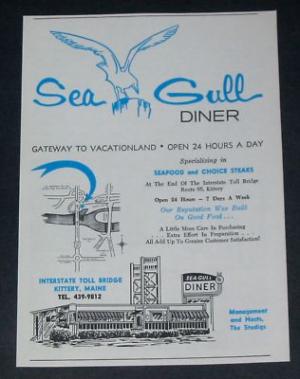 Sea Gull
DINER
GATEWAY TO VACATIONLAND • OPEN 24 HOURS A DAY
Specializing in
SEAFOOD and CHOICE STEAKS
At The End Of The Interstate Toll Bridge
Route 95, Kittery
Open 24 Hours - 7 Days A Week
Our Reputation Was Built
On Good Food...
A Little More Care In Purchasing
Extra Effort In Preparation
All Add Up To Greater Customer Satisfaction!
INTERSTATE TOLL BRIDGE
KITTERY, MAINE
TEL. 439-9812
SEA GULL
DINER
Management
and Hosts,
The Studigs